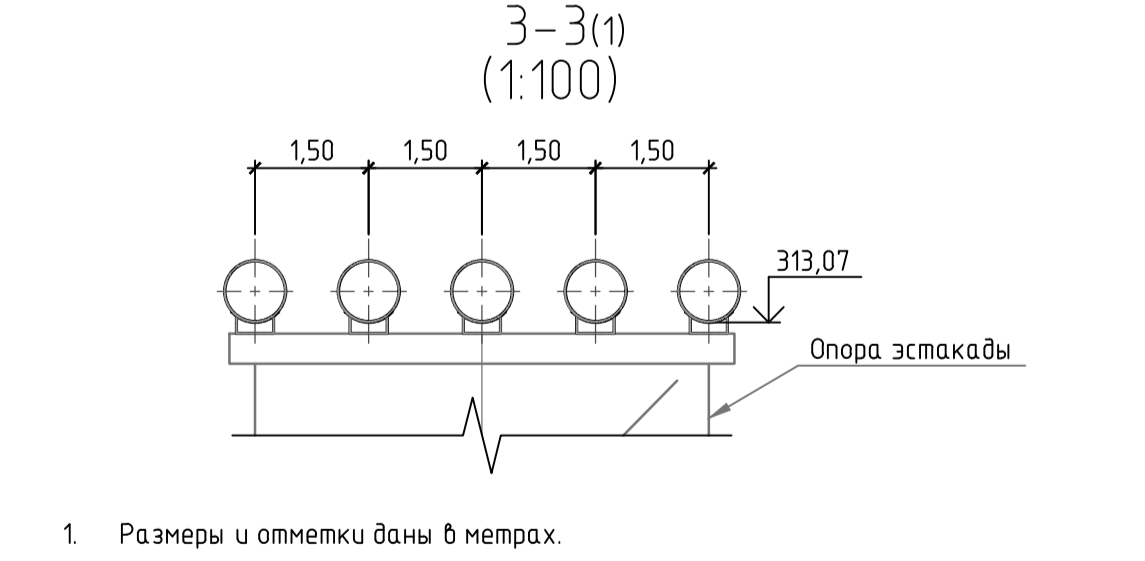 3-3(1)
(1:100)
1,50 1,50 1,50 1,50
313,07
Опора эстакады
1. Размеры и отметки даны в метрах.